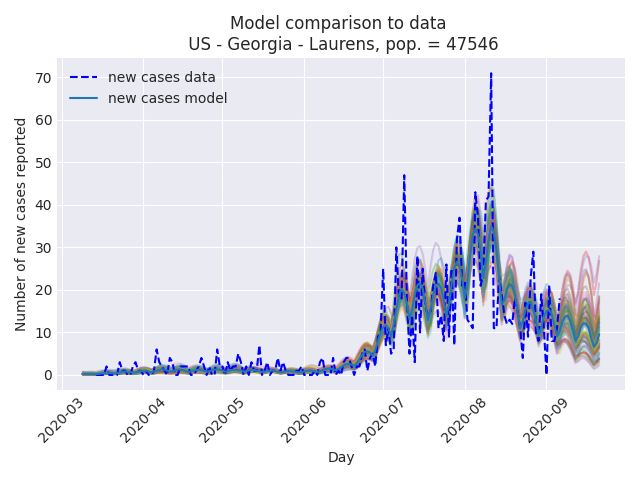 Model comparison to data
US - Georgia - Laurens, pop. = 47546
new cases data
new cases model
Number of new cases reported
70
60
50
40
30
20
10
0
2020-03
2020-04
2020-05
2020-06
2020-07
2020-08
2020-09
Day